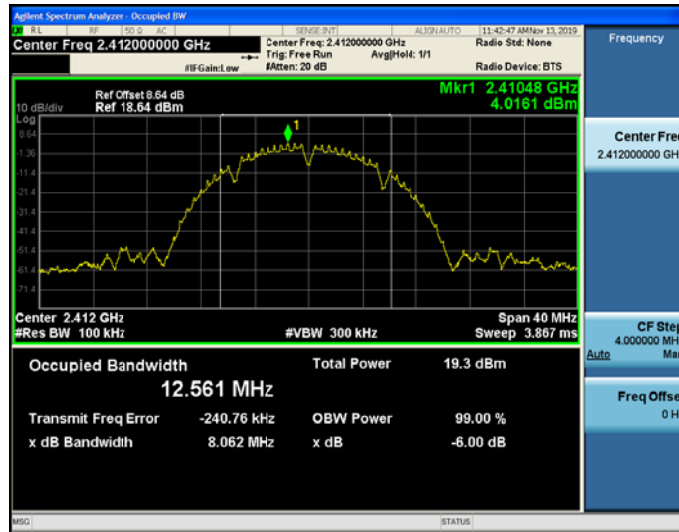 Agilent Spectrum Analyzer - Occupied BW
RL RF 50 Ω AC SENSE:INT ALIGN AUTO 11:42:47 AM Nov 13, 2019
Center Freq 2.412000000 GHz
Center Freq: 2.412000000 GHz
Radio Std: None
Trig: Free Run Avg|Hold: 1/1
#IFGain:Low #Atten: 20 dB Radio Device: BTS
Frequency
Ref Offset 8.64 dB
Mkr1 2.41048 GHz
10 dB/div Ref 18.64 dBm 4.0161 dBm
Log
8.64
-1.36
-11.4
-21.4
-31.4
-41.4
-51.4
-61.4
-71.4
1
Center 2.412 GHz Span 40 MHz
#Res BW 100 kHz #VBW 300 kHz Sweep 3.867 ms
Occupied Bandwidth Total Power 19.3 dBm
12.561 MHz
Transmit Freq Error -240.76 kHz OBW Power 99.00 %
x dB Bandwidth 8.062 MHz x dB -6.00 dB
Center Fre
2.412000000 GH
CF Step
4.000000 MH
Auto Ma
Freq Offse
0 H
MSG STATUS